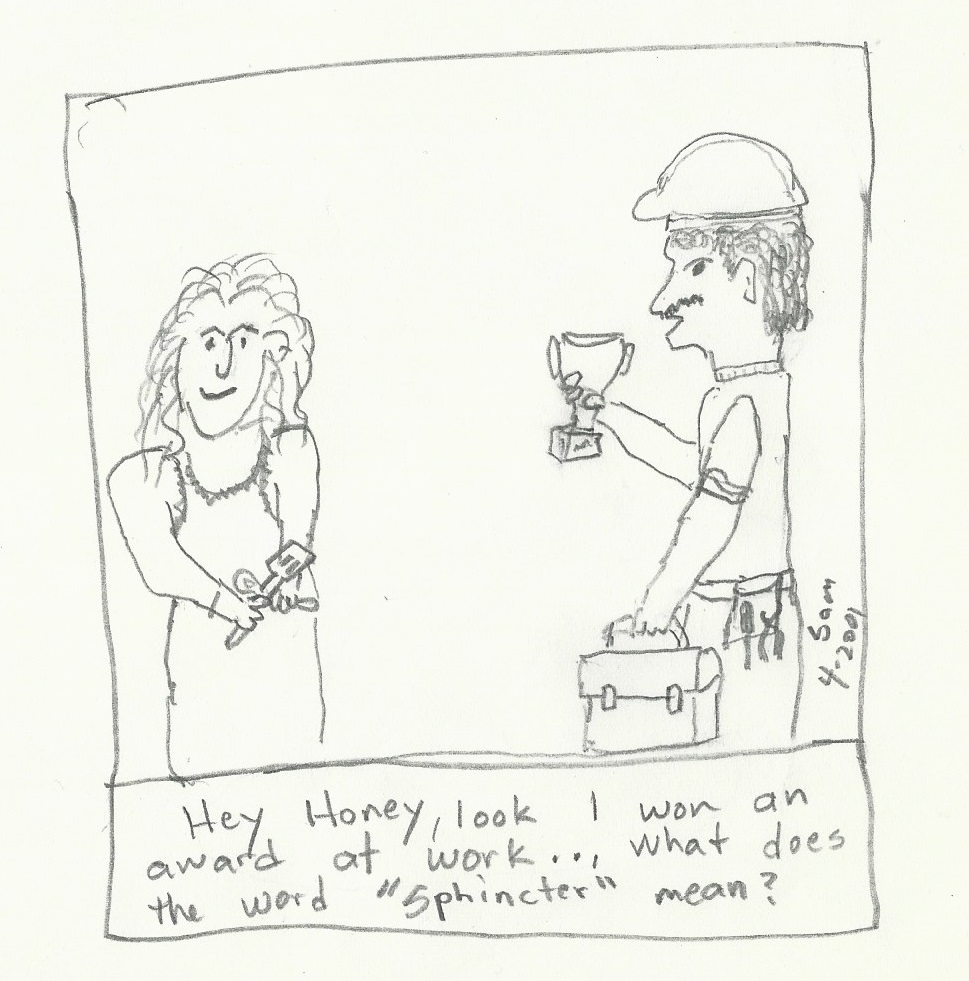 Sam
4-2001
Hey Honey, look I won an
award at work..., what does
the word "Sphincter" mean?